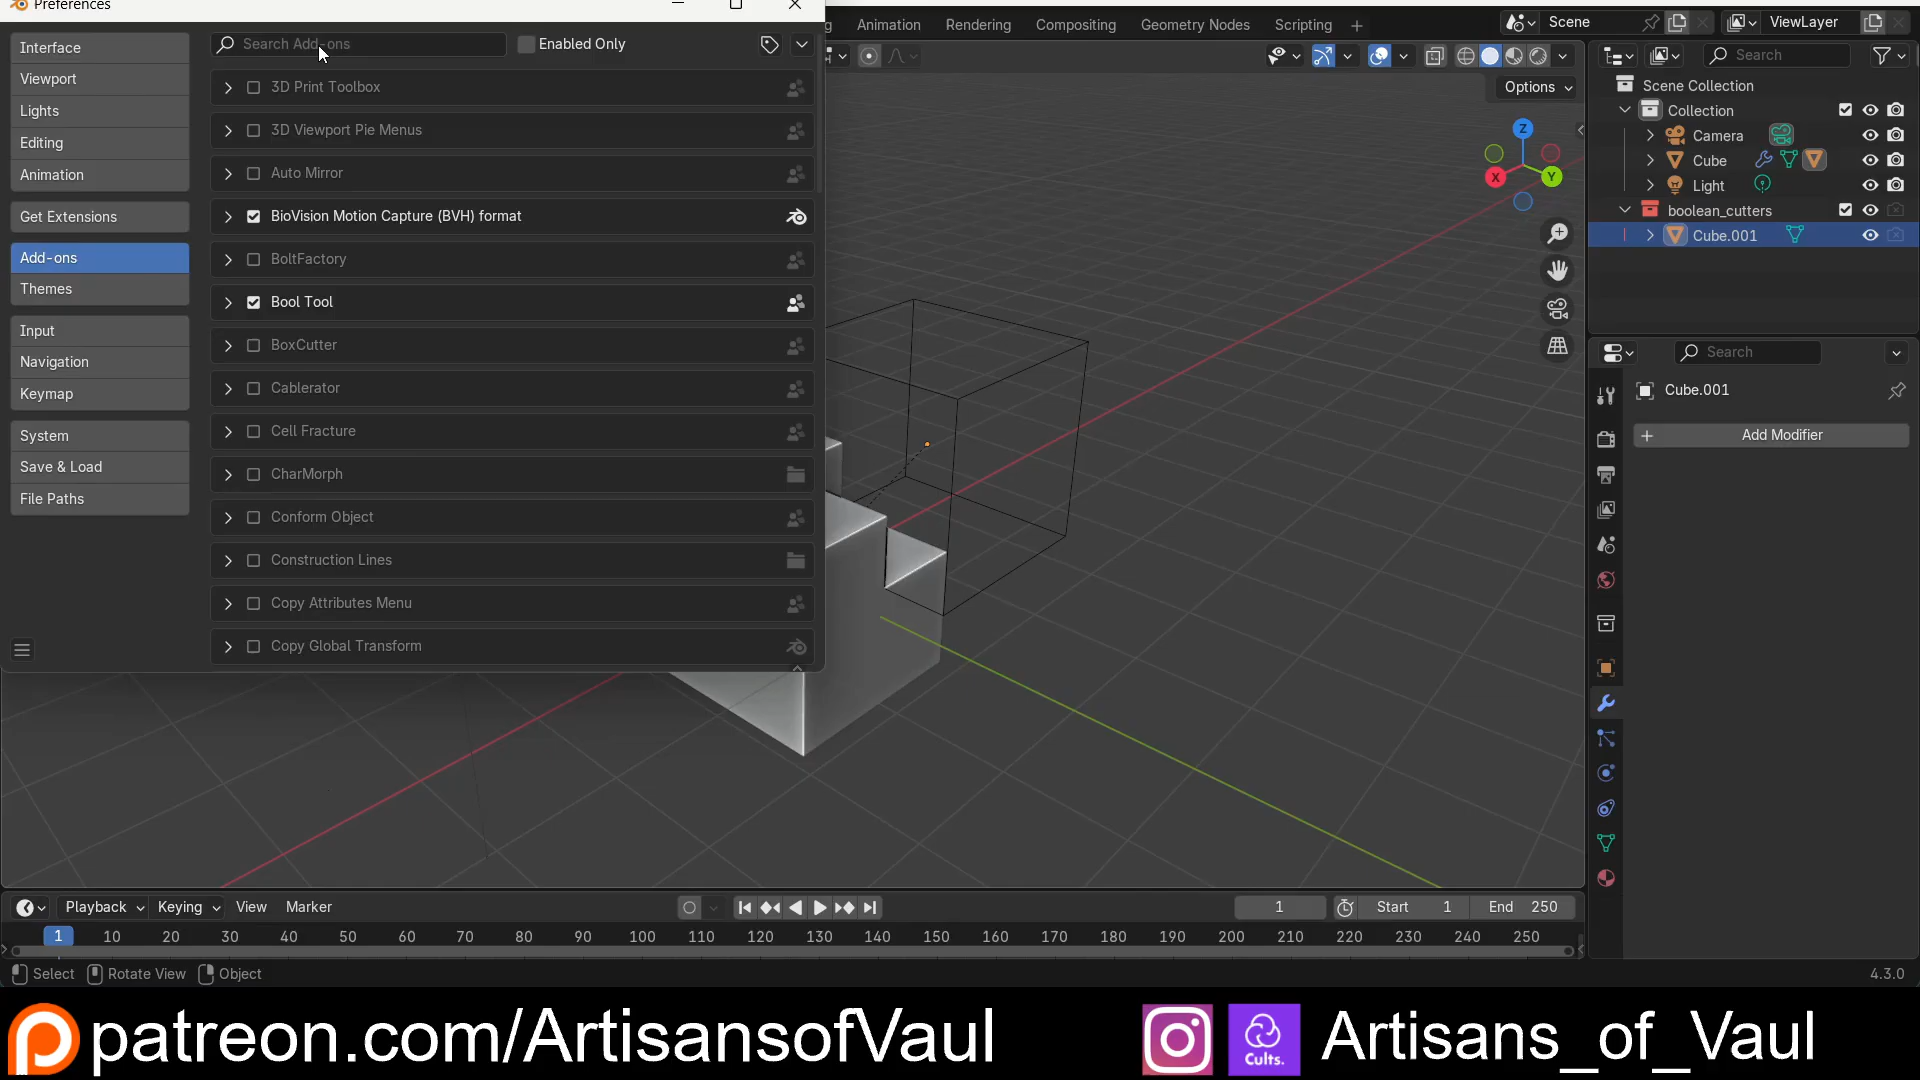 Preferences
Interface
Viewport
Lights
Editing
Animation
Get Extensions
Add-ons
Themes
Input
Navigation
Keymap
System
Save & Load
File Paths
Search Add-ons
Enabled Only
3D Print Toolbox
3D Viewport Pie Menus
Auto Mirror
BioVision Motion Capture (BVH) format
BoltFactory
Bool Tool
BoxCutter
Cablerator
Cell Fracture
CharMorph
Conform Object
Construction Lines
Copy Attributes Menu
Copy Global Transform
Animation Rendering Compositing Geometry Nodes Scripting +
Scene
ViewLayer
Options
Z
X
Y
Search
Scene Collection
Collection
Camera
Cube
Light
boolean_cutters
Cube.001
Search
Cube.001
+ Add Modifier
Playback Keying View Marker
1 Start 1 End 250
1 10 20 30 40 50 60 70 80 90 100 110 120 130 140 150 160 170 180 190 200 210 220 230 240 250
Select Rotate View Object
4.3.0
patreon.com/ArtisansofVaul
Cults.
Artisans_of_Vaul